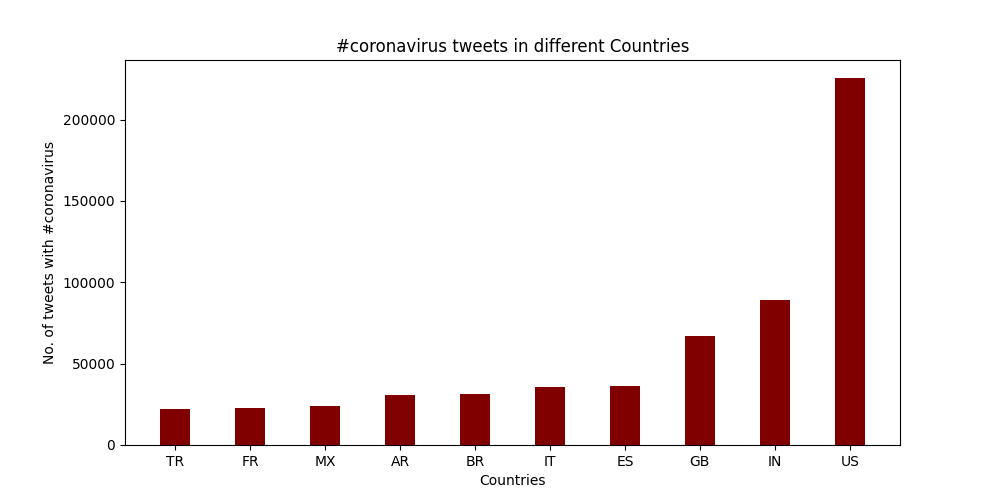 #coronavirus tweets in different Countries
No. of tweets with #coronavirus
200000
150000
100000
50000
0
TR FR MX AR BR IT ES GB IN US
Countries